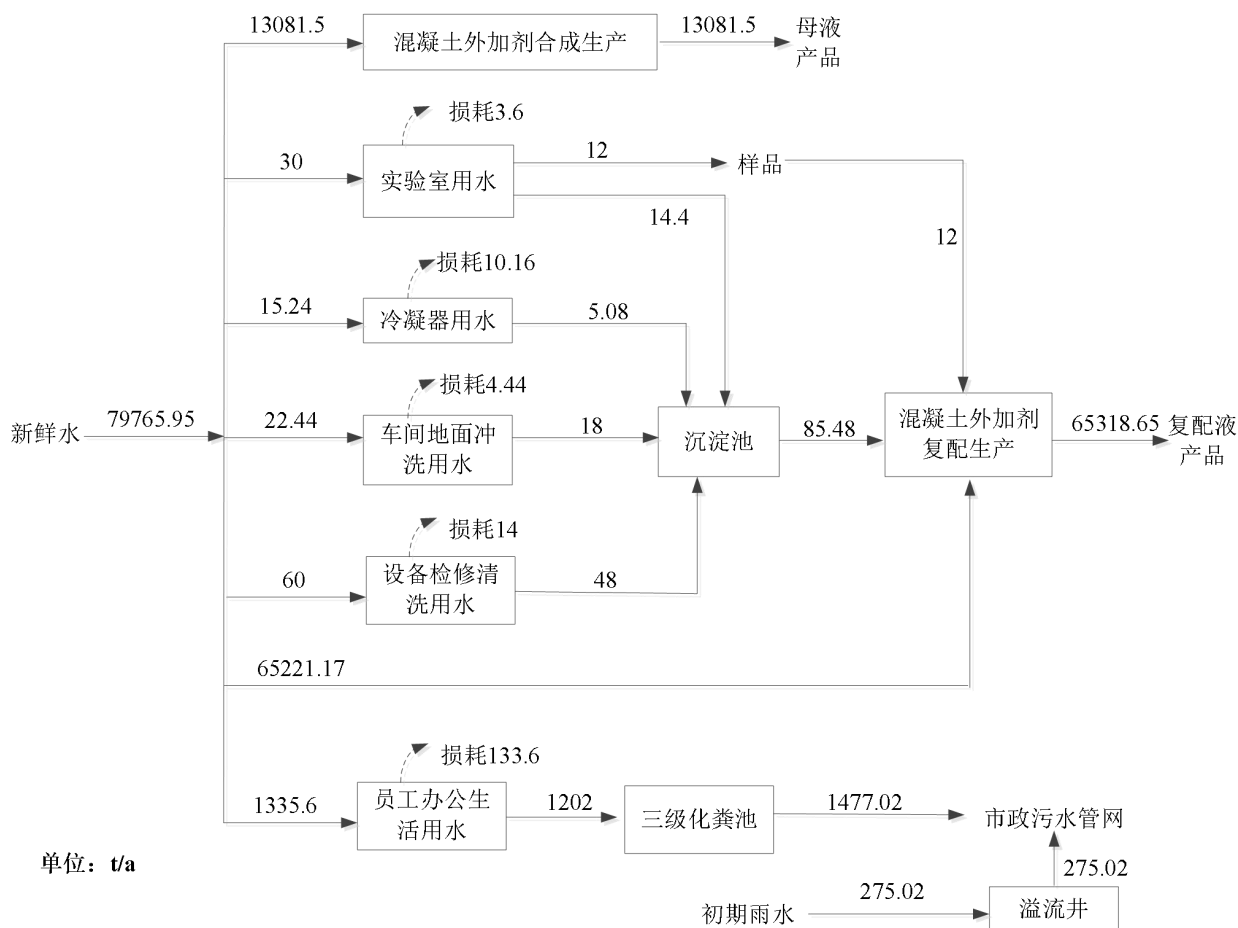 13081.5
混凝土外加剂合成生产
13081.5
母液
产品
损耗3.6
30
实验室用水
12
样品
14.4
12
损耗10.16
15.24
冷凝器用水
5.08
新鲜水
79765.95
损耗4.44
22.44
车间地面冲
洗用水
18
沉淀池
85.48
混凝土外加剂
复配生产
65318.65
复配液
产品
损耗14
60
设备检修清
洗用水
48
65221.17
损耗133.6
1335.6
员工办公生
活用水
1202
三级化粪池
1477.02
市政污水管网
275.02
初期雨水
275.02
溢流井
单位：t/a